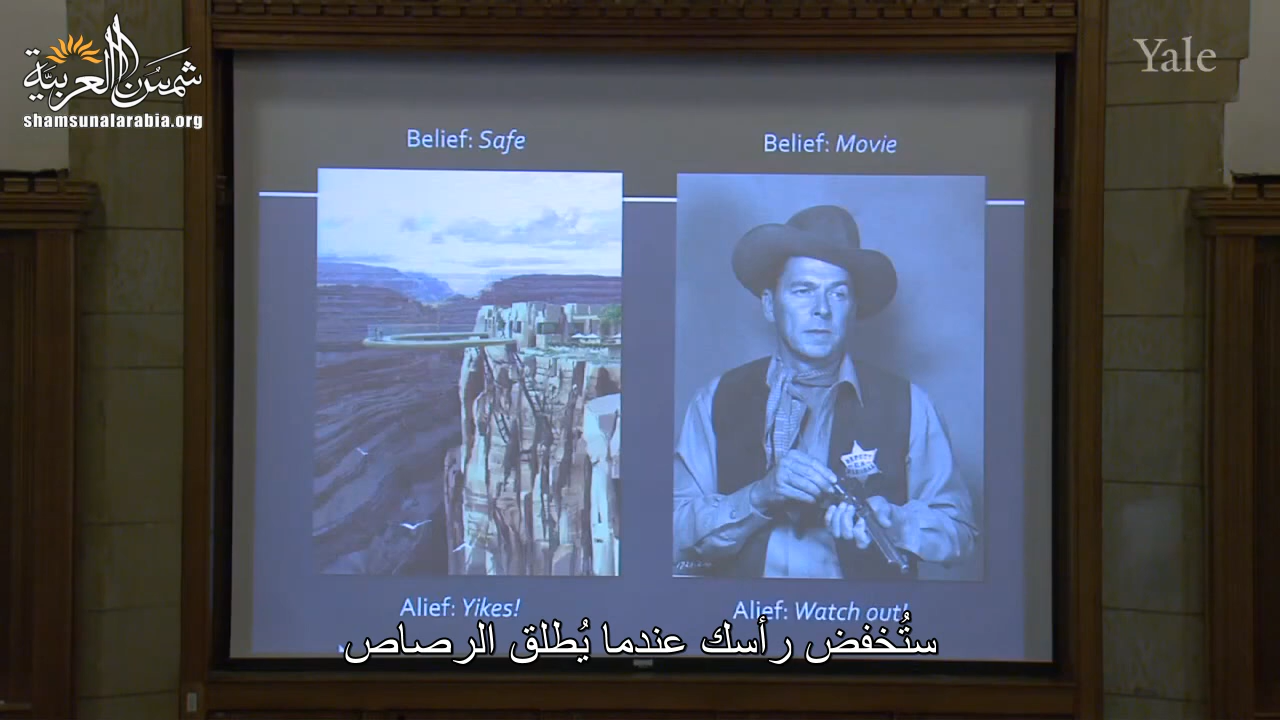 شمس العربية
shamsunalarabia.org
Yale
Belief: Safe
Belief: Movie
Alief: Yikes!
Alief: Watch out!
ستُخفض رأسك عندما يُطلق الرصاص